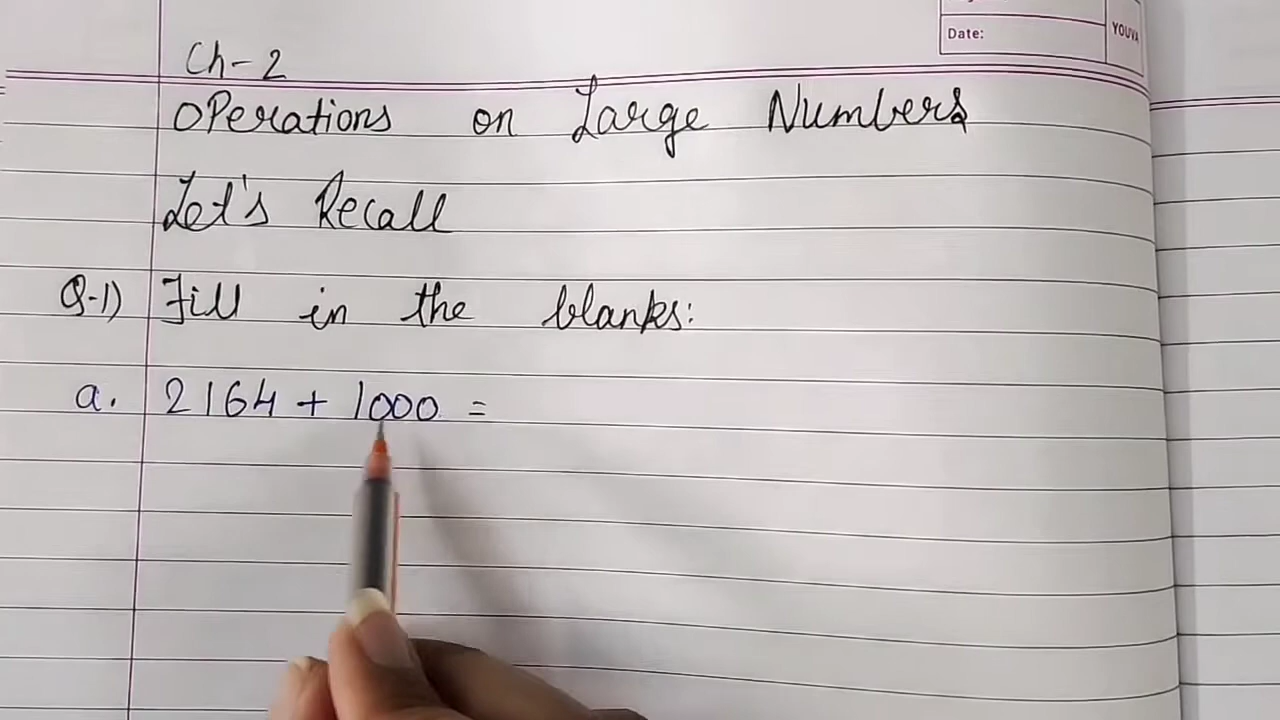 Date:
YOUVA
Ch-2
Operations on Large Numbers
Let's Recall
Q-1) Fill in the blanks:
a. 2164 + 1000 =